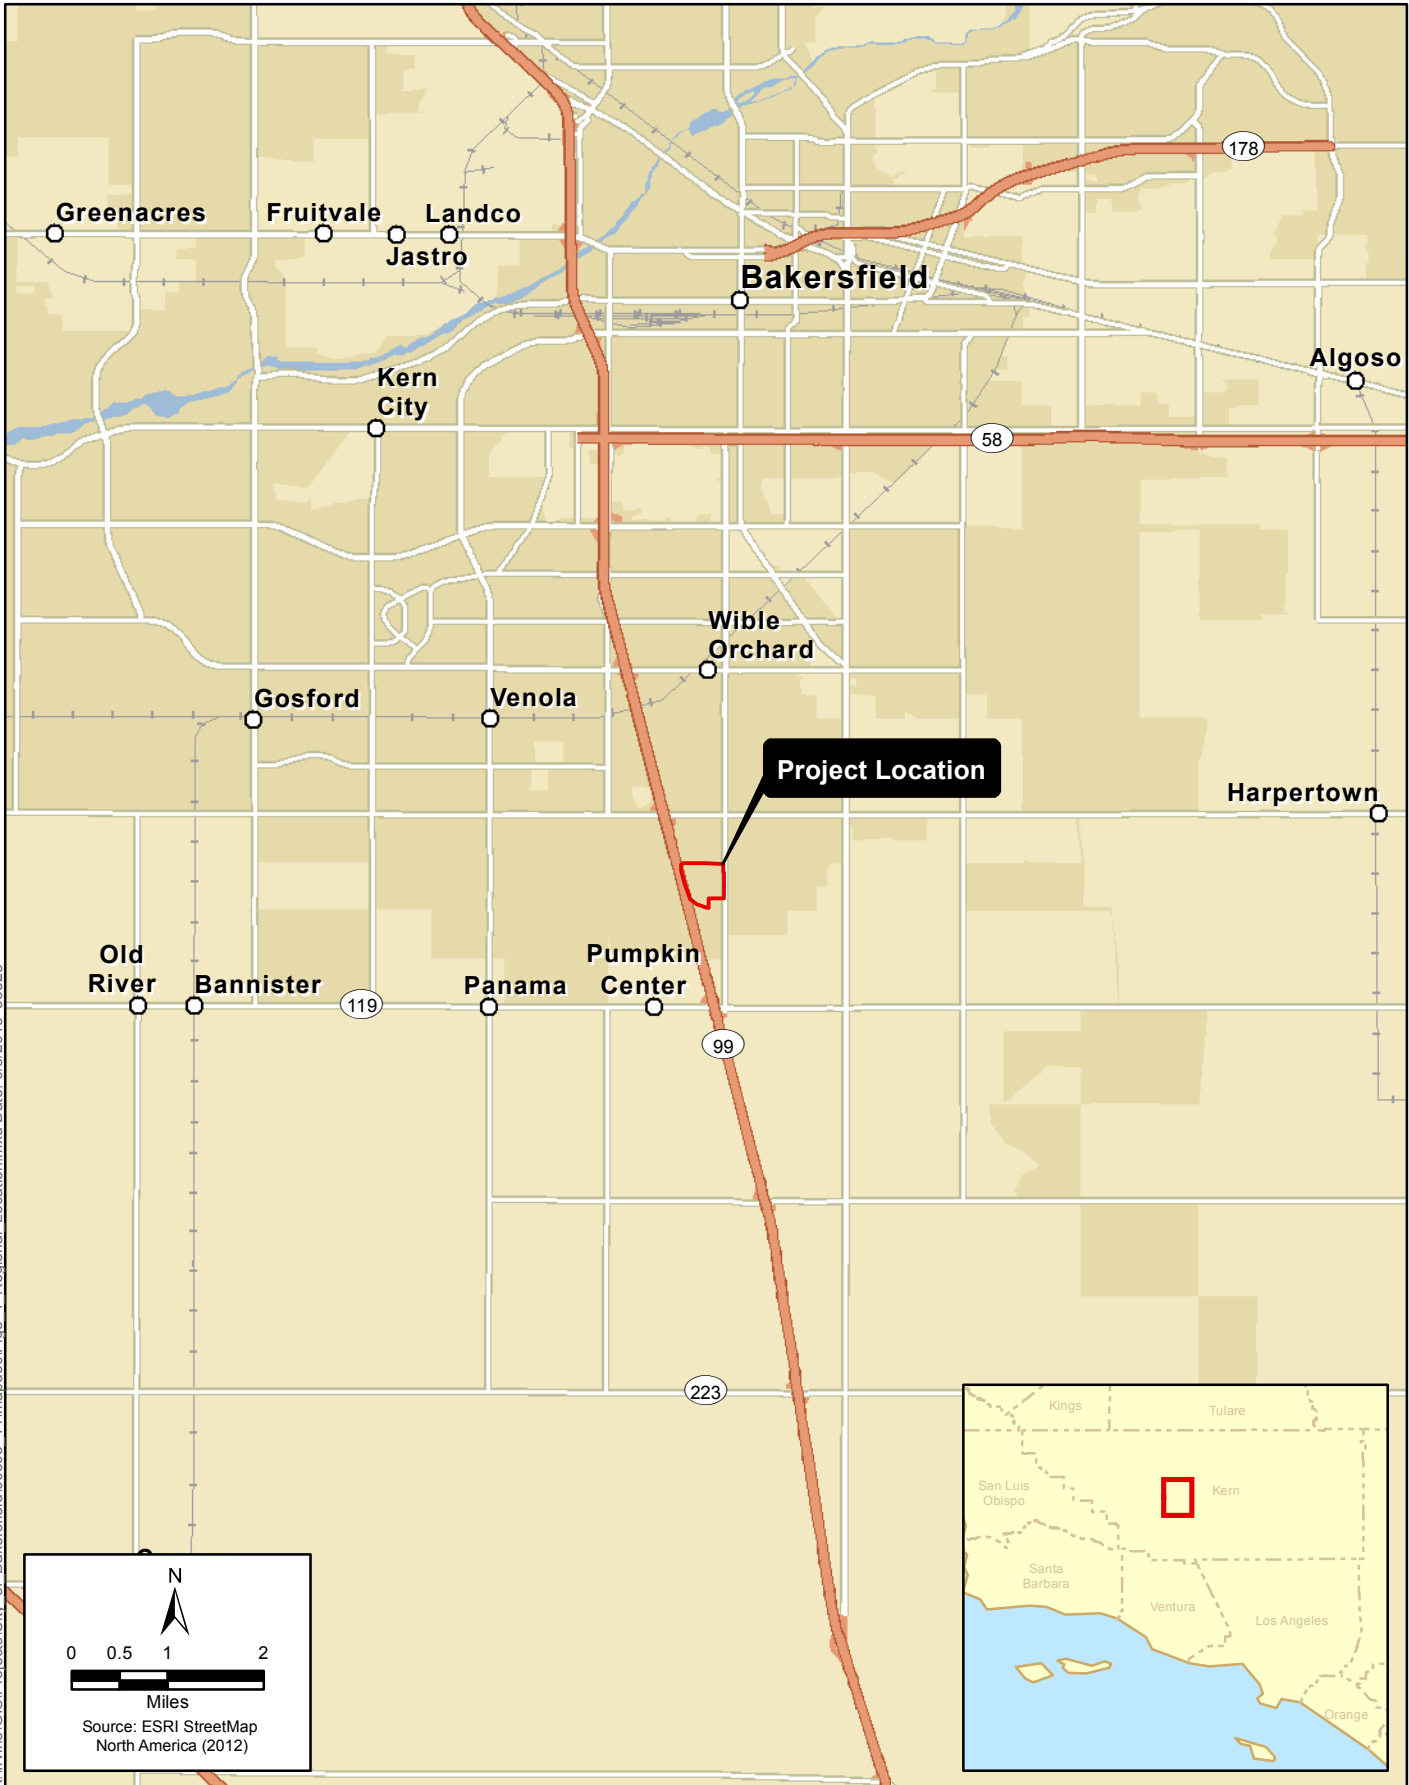 178
Greenacres
Fruitvale
Landco
Jastro
Bakersfield
Algoso
Kern
City
58
Wible
Orchard
Gosford
Venola
Project Location
Harpertown
Old
River
Bannister
119
Panama
Pumpkin
Center
99
223
N
0 0.5 1 2
Miles
Source: ESRI StreetMap
North America (2012)
Kings
Tulare
San Luis
Obispo
Kern
Santa
Barbara
Ventura
Los Angeles
Orange